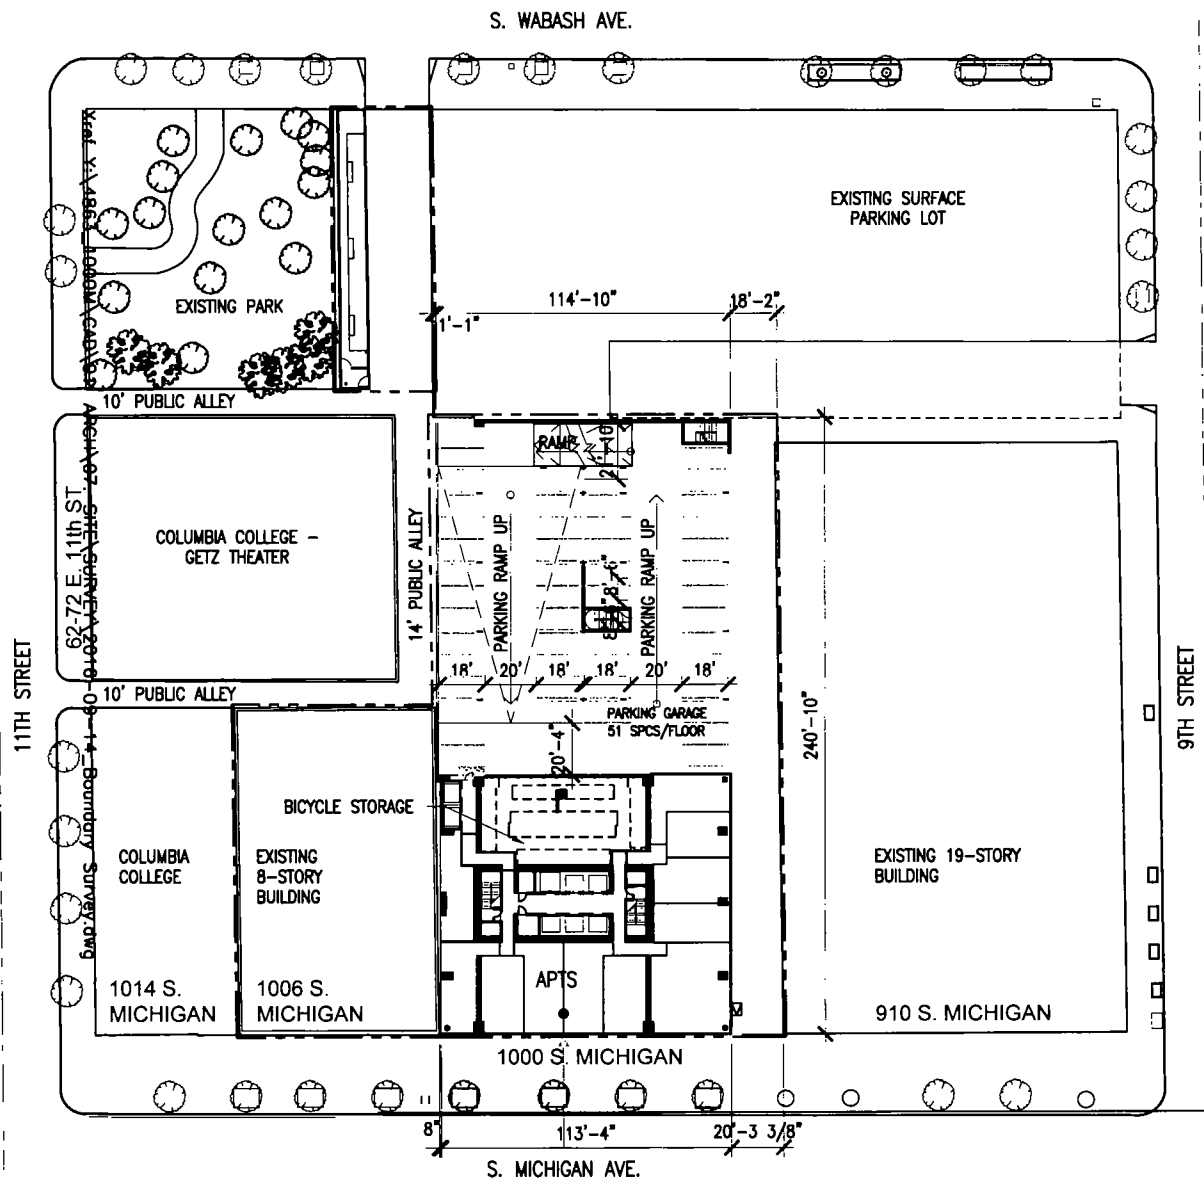 S. WABASH AVE.
EXISTING SURFACE
PARKING LOT
EXISTING PARK
114'-10"
18'-2"
1'-1"
10' PUBLIC ALLEY
RAMP
62-72 E. 11th ST
COLUMBIA COLLEGE -
GETZ THEATER
14' PUBLIC ALLEY
PARKING RAMP UP
PARKING RAMP UP
11TH STREET
9TH STREET
10' PUBLIC ALLEY
18'
20'
18'
18'
20'
18'
PARKING GARAGE
51 SPCS/FLOOR
20'-4"
240'-10"
BICYCLE STORAGE
COLUMBIA
COLLEGE
EXISTING
8-STORY
BUILDING
EXISTING 19-STORY
BUILDING
APTS
1014 S.
MICHIGAN
1006 S.
MICHIGAN
910 S. MICHIGAN
1000 S. MICHIGAN
8"
113'-4"
20'-3 3/8"
S. MICHIGAN AVE.